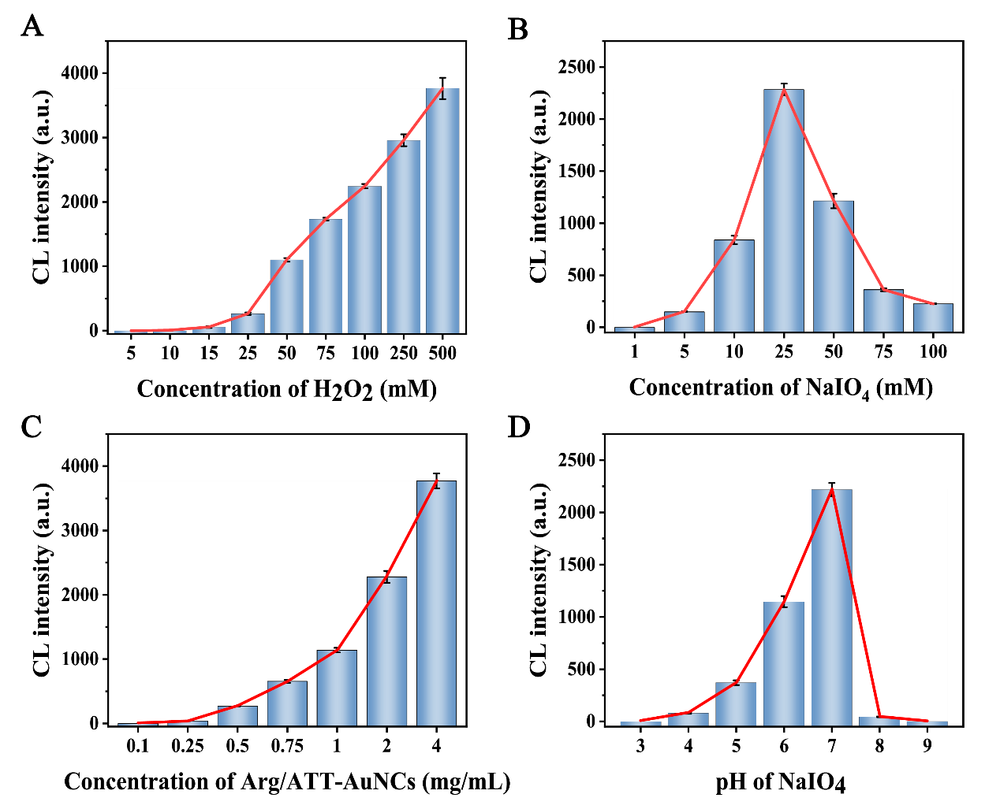 A
CL intensity (a.u.)
4000
3000
2000
1000
0
5 10 15 25 50 75 100 250 500
Concentration of H2O2 (mM)
B
CL intensity (a.u.)
2500
2000
1500
1000
500
0
1 5 10 25 50 75 100
Concentration of NaIO4 (mM)
C
CL intensity (a.u.)
4000
3000
2000
1000
0
0.1 0.25 0.5 0.75 1 2 4
Concentration of Arg/ATT-AuNCs (mg/mL)
D
CL intensity (a.u.)
2500
2000
1500
1000
500
0
3 4 5 6 7 8 9
pH of NaIO4